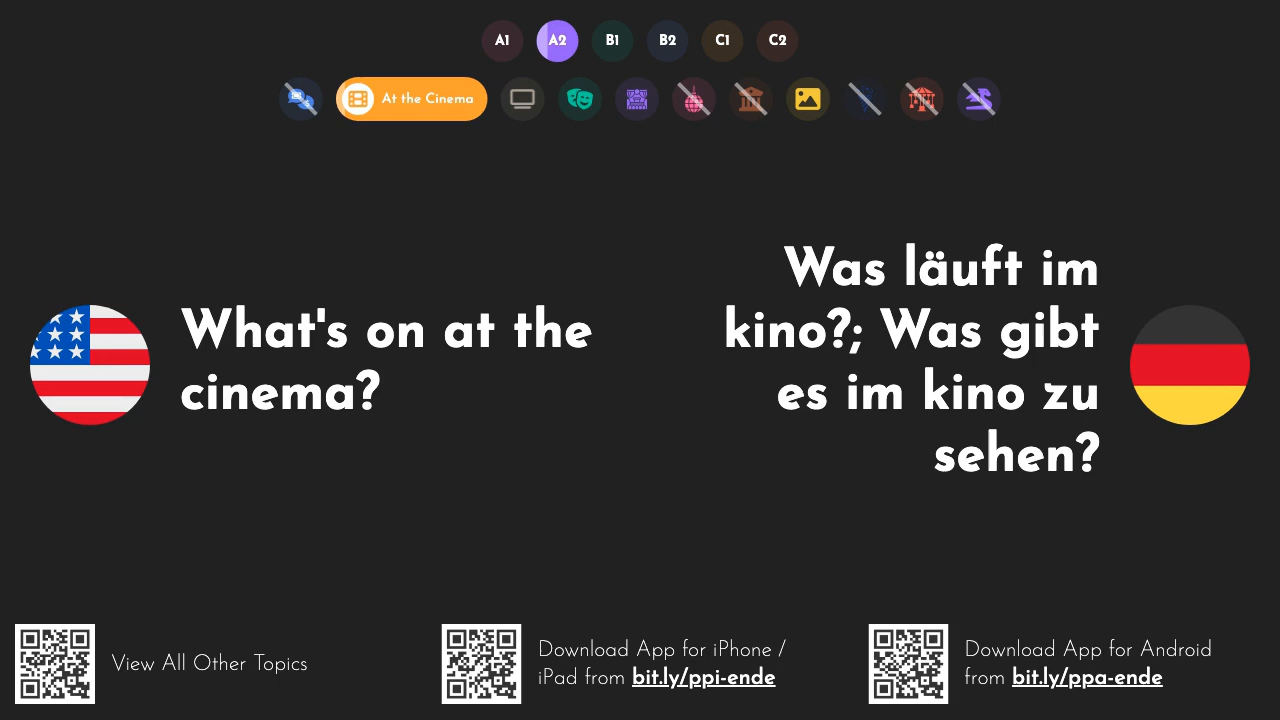 A1 A2 B1 B2 C1 C2
At the Cinema
What's on at the
cinema?
Was läuft im
kino?; Was gibt
es im kino zu
sehen?
View All Other Topics
Download App for iPhone /
iPad from bit.ly/ppi-ende
Download App for Android
from bit.ly/ppa-ende